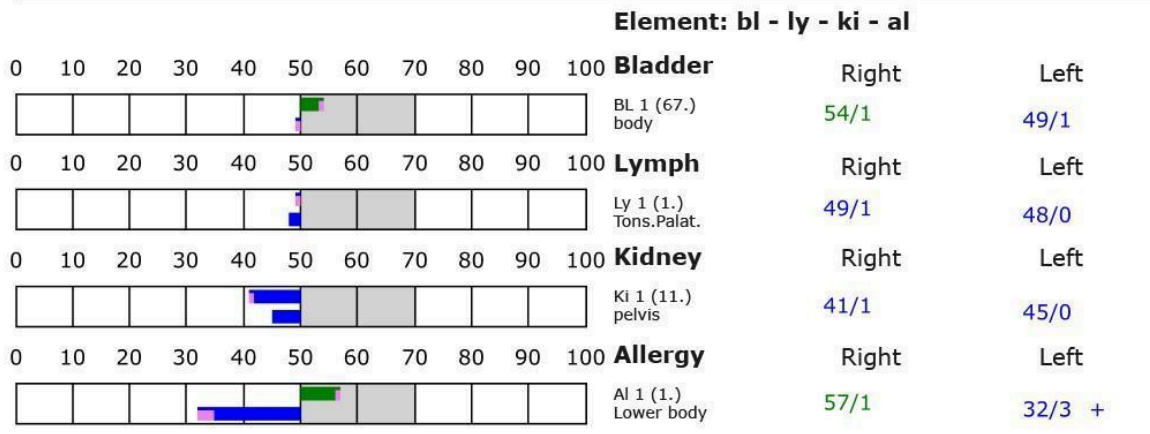 Element: bl - ly - ki - al
0 10 20 30 40 50 60 70 80 90 100 Bladder Right Left
BL 1 (67.) 54/1 49/1
body
0 10 20 30 40 50 60 70 80 90 100 Lymph Right Left
Ly 1 (1.) 49/1 48/0
Tons.Palat.
0 10 20 30 40 50 60 70 80 90 100 Kidney Right Left
Ki 1 (11.) 41/1 45/0
pelvis
0 10 20 30 40 50 60 70 80 90 100 Allergy Right Left
Al 1 (1.) 57/1 32/3 +
Lower body